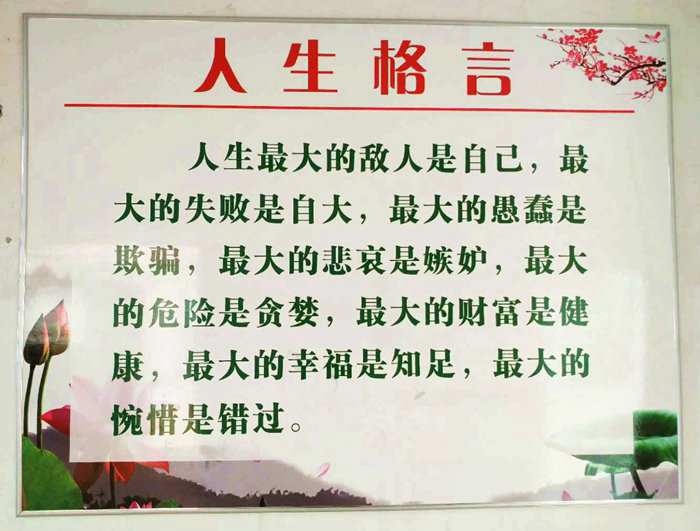 人生格言
人生最大的敌人是自己，最
大的失败是自大，最大的愚蠢是
欺骗，最大的悲哀是嫉妒，最大
的危险是贪婪，最大的财富是健
康，最大的幸福是知足，最大的
惋惜是错过。